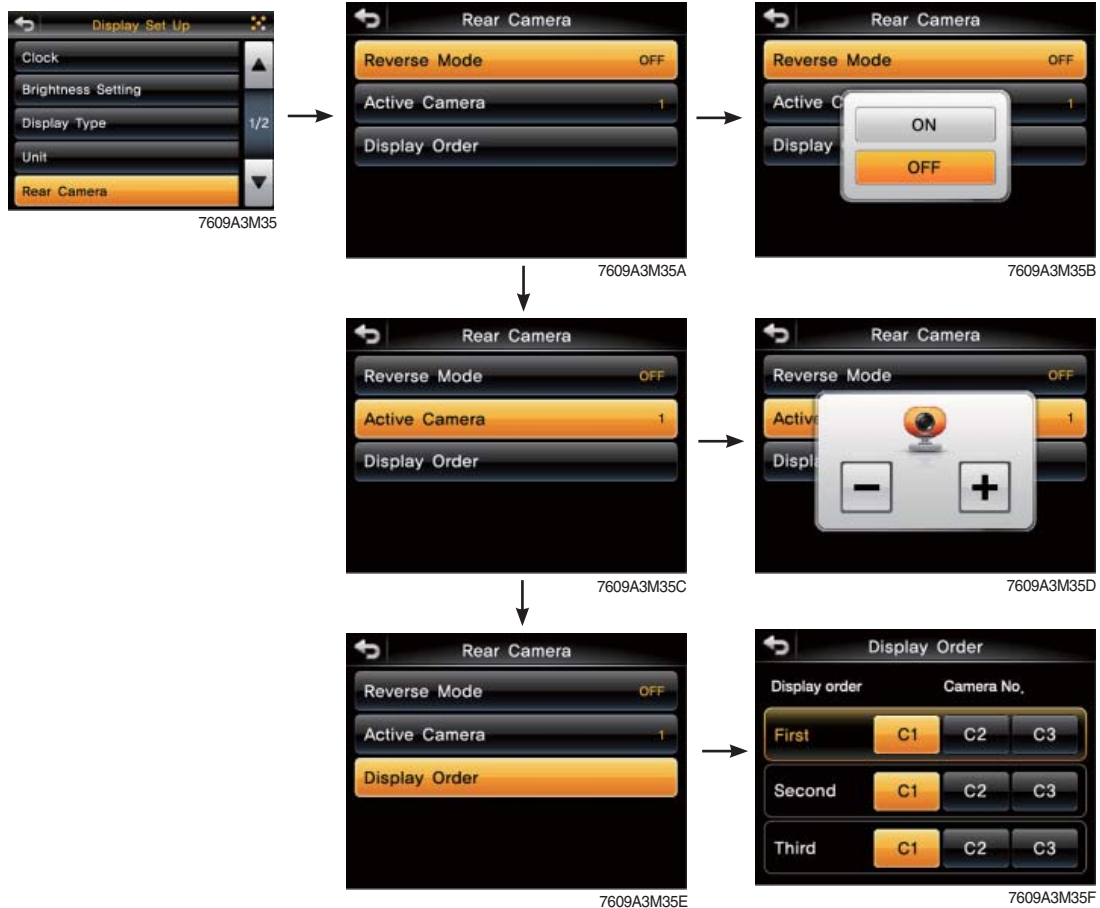 Display Set Up
Clock
Brightness Setting
Display Type
1/2
Unit
Rear Camera
7609A3M35
Rear Camera
Reverse Mode OFF
Active Camera 1
Display Order
7609A3M35A
Rear Camera
Reverse Mode OFF
Active C 1
Display
ON
OFF
7609A3M35B
Rear Camera
Reverse Mode OFF
Active Camera 1
Display Order
7609A3M35C
Rear Camera
Reverse Mode OFF
Active 1
Displa
− +
7609A3M35D
Rear Camera
Reverse Mode OFF
Active Camera 1
Display Order
7609A3M35E
Display Order
Display order Camera No.
First C1 C2 C3
Second C1 C2 C3
Third C1 C2 C3
7609A3M35F